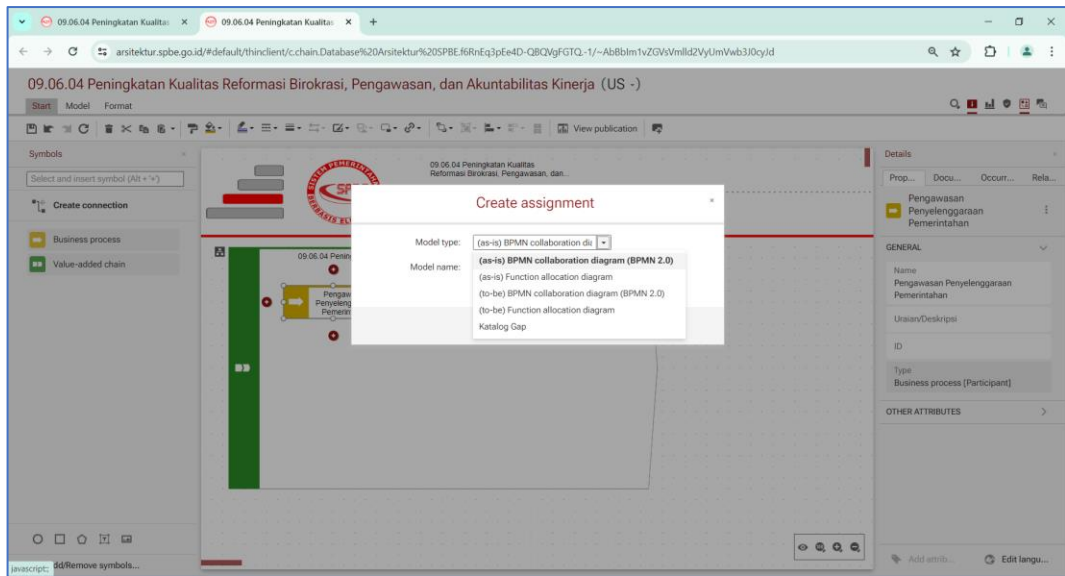 09.06.04 Peningkatan Kualitas
09.06.04 Peningkatan Kualitas
arsitektur.spbe.go.id/#default/thinclient/c.chain.Database%20Arsitektur%20SPBE.f6RnEq3pEe4D-QBQVgFGTQ.-1/~AbBbIm1vZGVsVmlld2VyUmVwb3J0cyJd
09.06.04 Peningkatan Kualitas Reformasi Birokrasi, Pengawasan, dan Akuntabilitas Kinerja (US -)
Start Model Format
View publication
Symbols
Select and insert symbol (Alt + '+')
Create connection
Business process
Value-added chain
dd/Remove symbols...
javascript:;
SISTEM PEMERINTAHAN
SP
BERBASIS EL
09.06.04 Peningkatan Kualitas
Reformasi Birokrasi, Pengawasan, dan...
09.06.04 Penin
Pengaw
Penyeleng
Pemerin
Create assignment
Model type: (as-is) BPMN collaboration dia
Model name:
(as-is) BPMN collaboration diagram (BPMN 2.0)
(as-is) Function allocation diagram
(to-be) BPMN collaboration diagram (BPMN 2.0)
(to-be) Function allocation diagram
Katalog Gap
Details
Prop... Docu... Occurr... Rela...
Pengawasan
Penyelenggaraan
Pemerintahan
GENERAL
Name
Pengawasan Penyelenggaraan
Pemerintahan
Uraian/Deskripsi
ID
Type
Business process [Participant]
OTHER ATTRIBUTES
Add attrib... Edit langu...